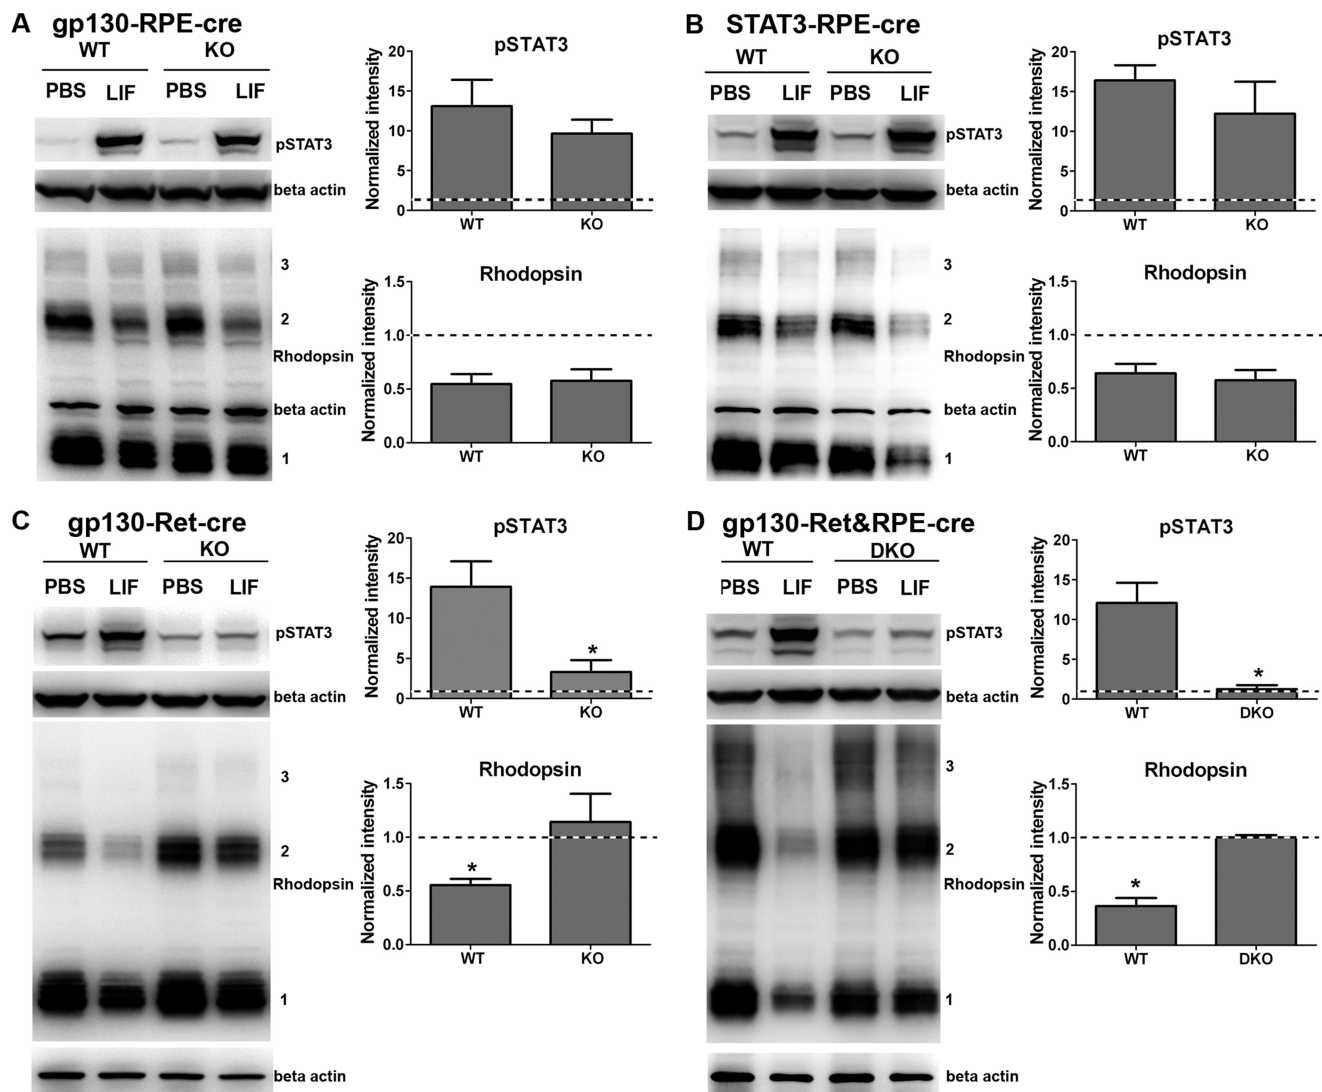 A gp130-RPE-cre
WT KO
PBS LIF PBS LIF
pSTAT3
beta actin
3
2
Rhodopsin
beta actin
1
pSTAT3
Normalized intensity
20
15
10
5
0
WT KO
Rhodopsin
Normalized intensity
1.5
1.0
0.5
0.0
WT KO
B STAT3-RPE-cre
WT KO
PBS LIF PBS LIF
pSTAT3
beta actin
3
2
Rhodopsin
beta actin
1
pSTAT3
Normalized intensity
20
15
10
5
0
WT KO
Rhodopsin
Normalized intensity
1.5
1.0
0.5
0.0
WT KO
C gp130-Ret-cre
WT KO
PBS LIF PBS LIF
pSTAT3
beta actin
3
2
Rhodopsin
1
beta actin
pSTAT3
Normalized intensity
20
15
10
5
0
*
WT KO
Rhodopsin
Normalized intensity
1.5
1.0
0.5
0.0
*
WT KO
D gp130-Ret&RPE-cre
WT DKO
PBS LIF PBS LIF
pSTAT3
beta actin
3
2
Rhodopsin
1
beta actin
pSTAT3
Normalized intensity
20
15
10
5
0
*
WT DKO
Rhodopsin
Normalized intensity
1.5
1.0
0.5
0.0
*
WT DKO